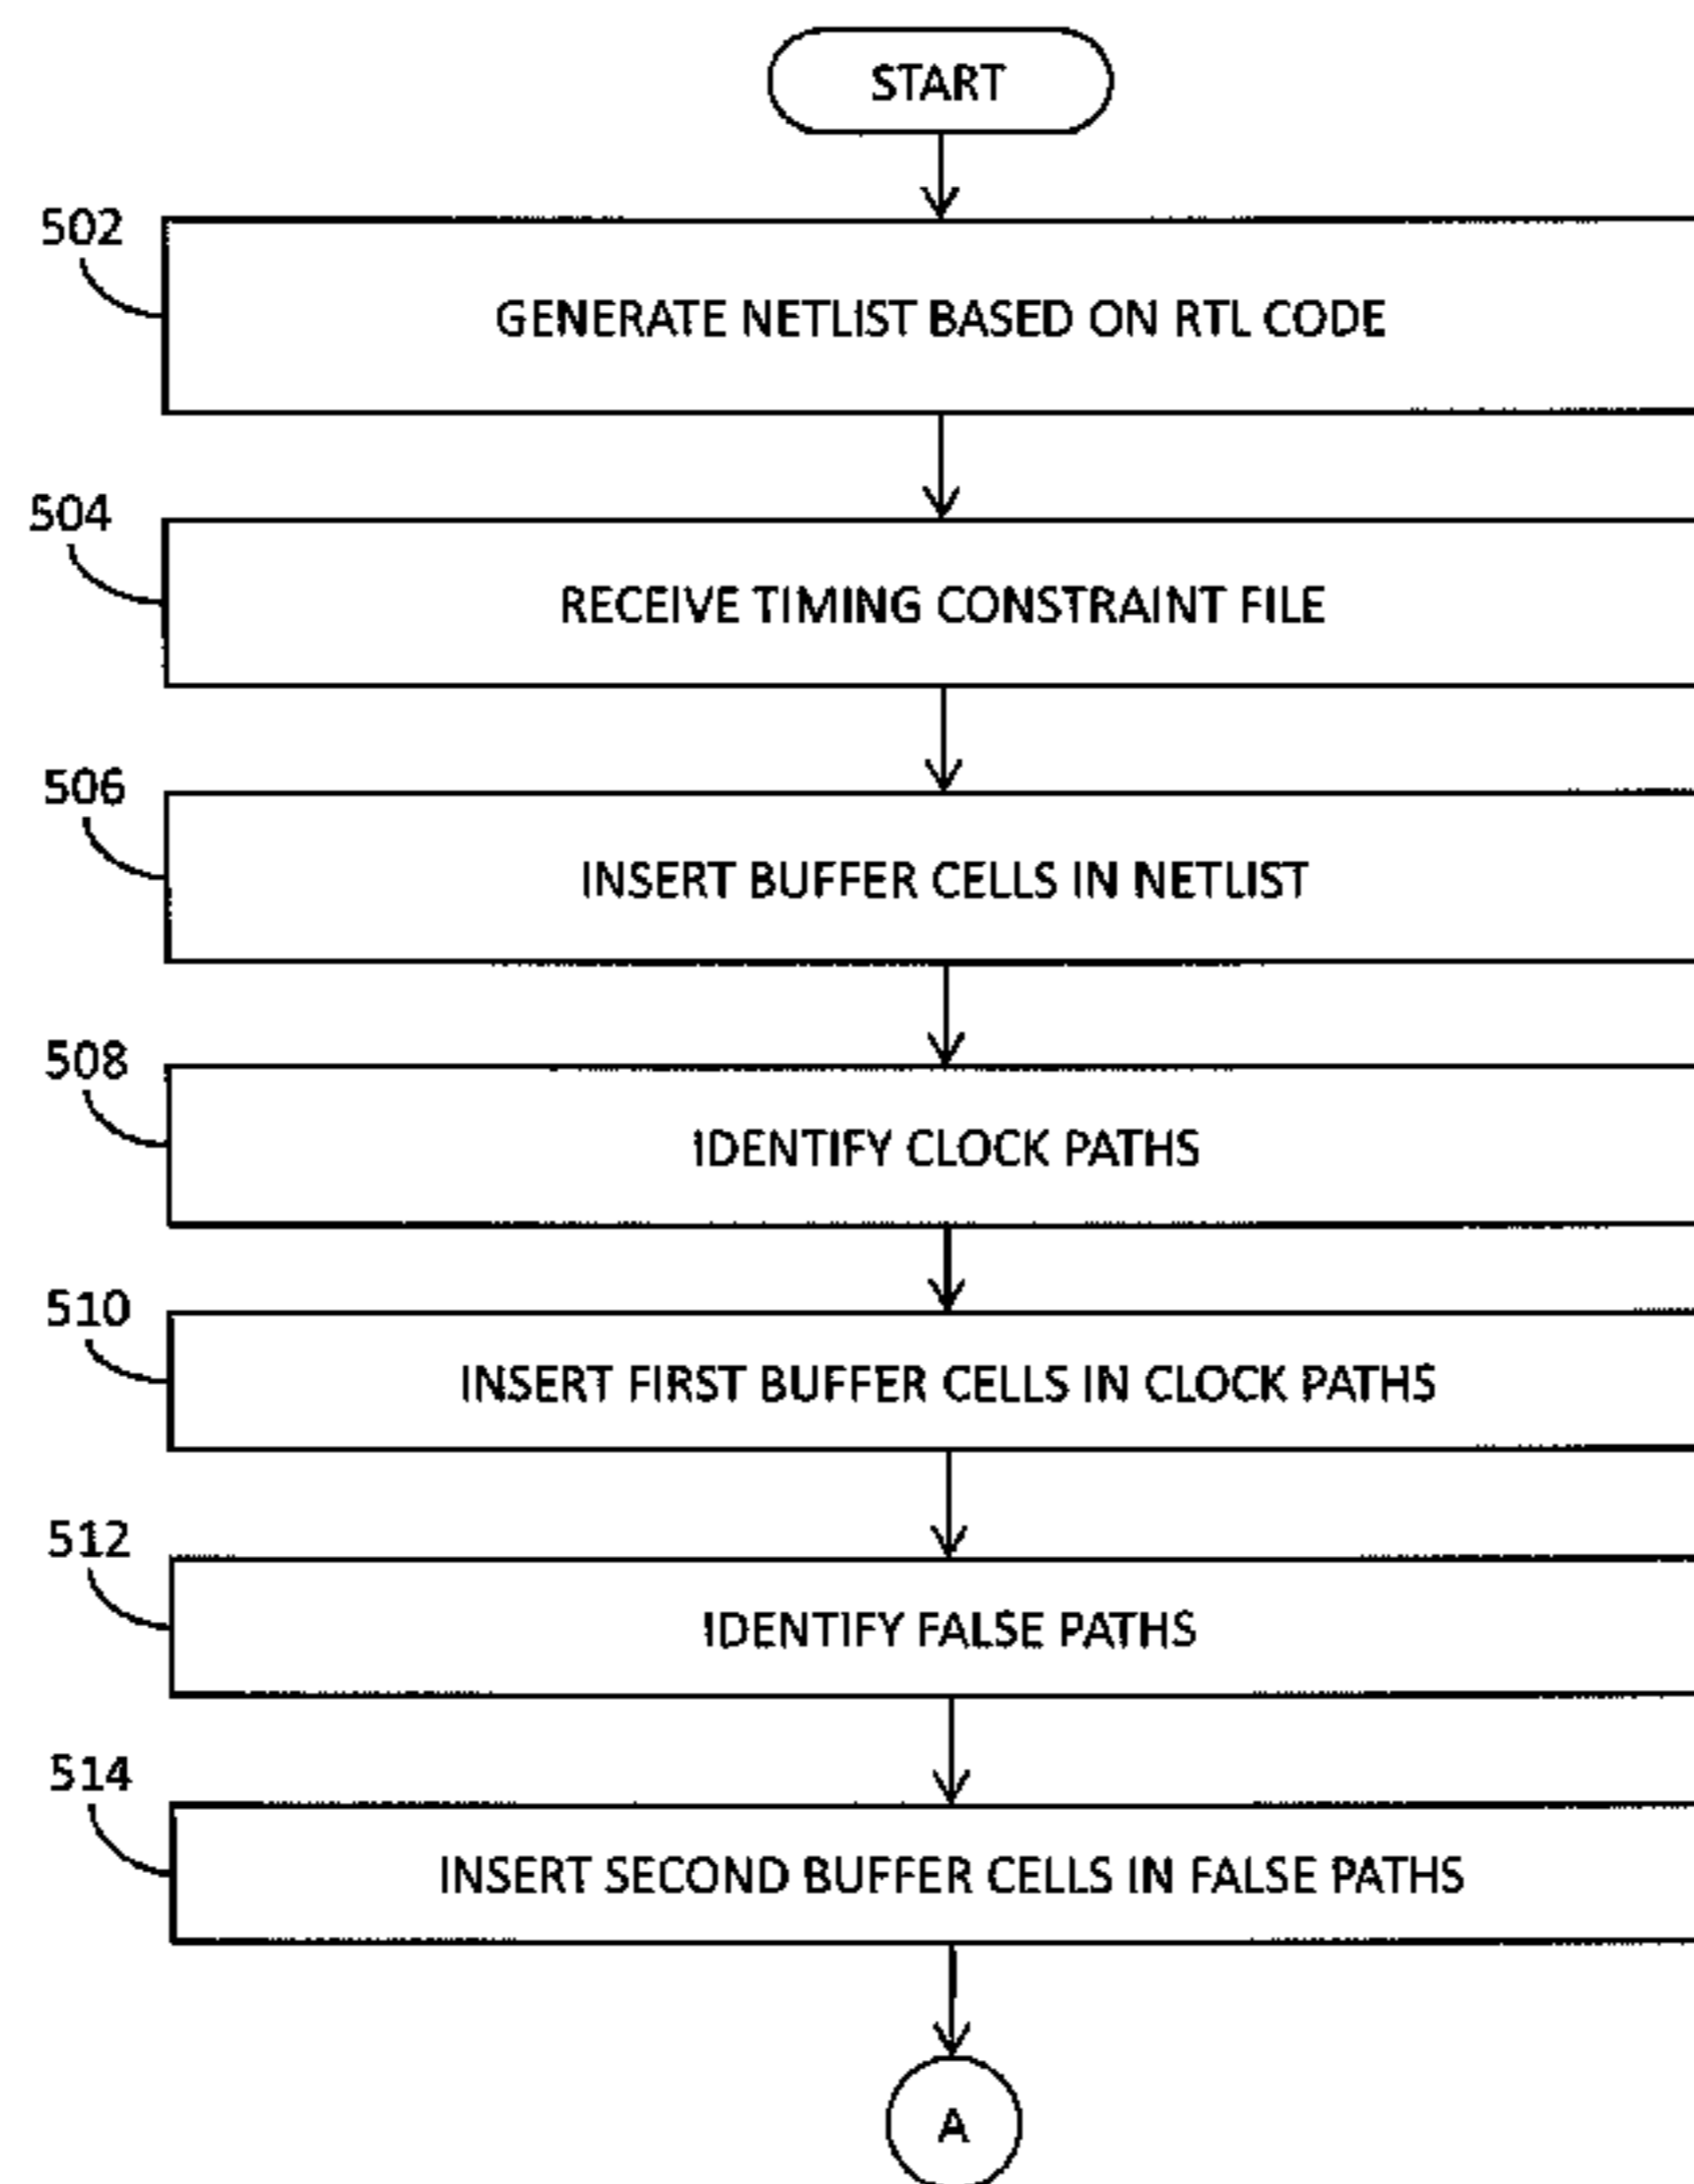 START
502
GENERATE NETLIST BASED ON RTL CODE
504
RECEIVE TIMING CONSTRAINT FILE
506
INSERT BUFFER CELLS IN NETLIST
508
IDENTIFY CLOCK PATHS
510
INSERT FIRST BUFFER CELLS IN CLOCK PATHS
512
IDENTIFY FALSE PATHS
514
INSERT SECOND BUFFER CELLS IN FALSE PATHS
A